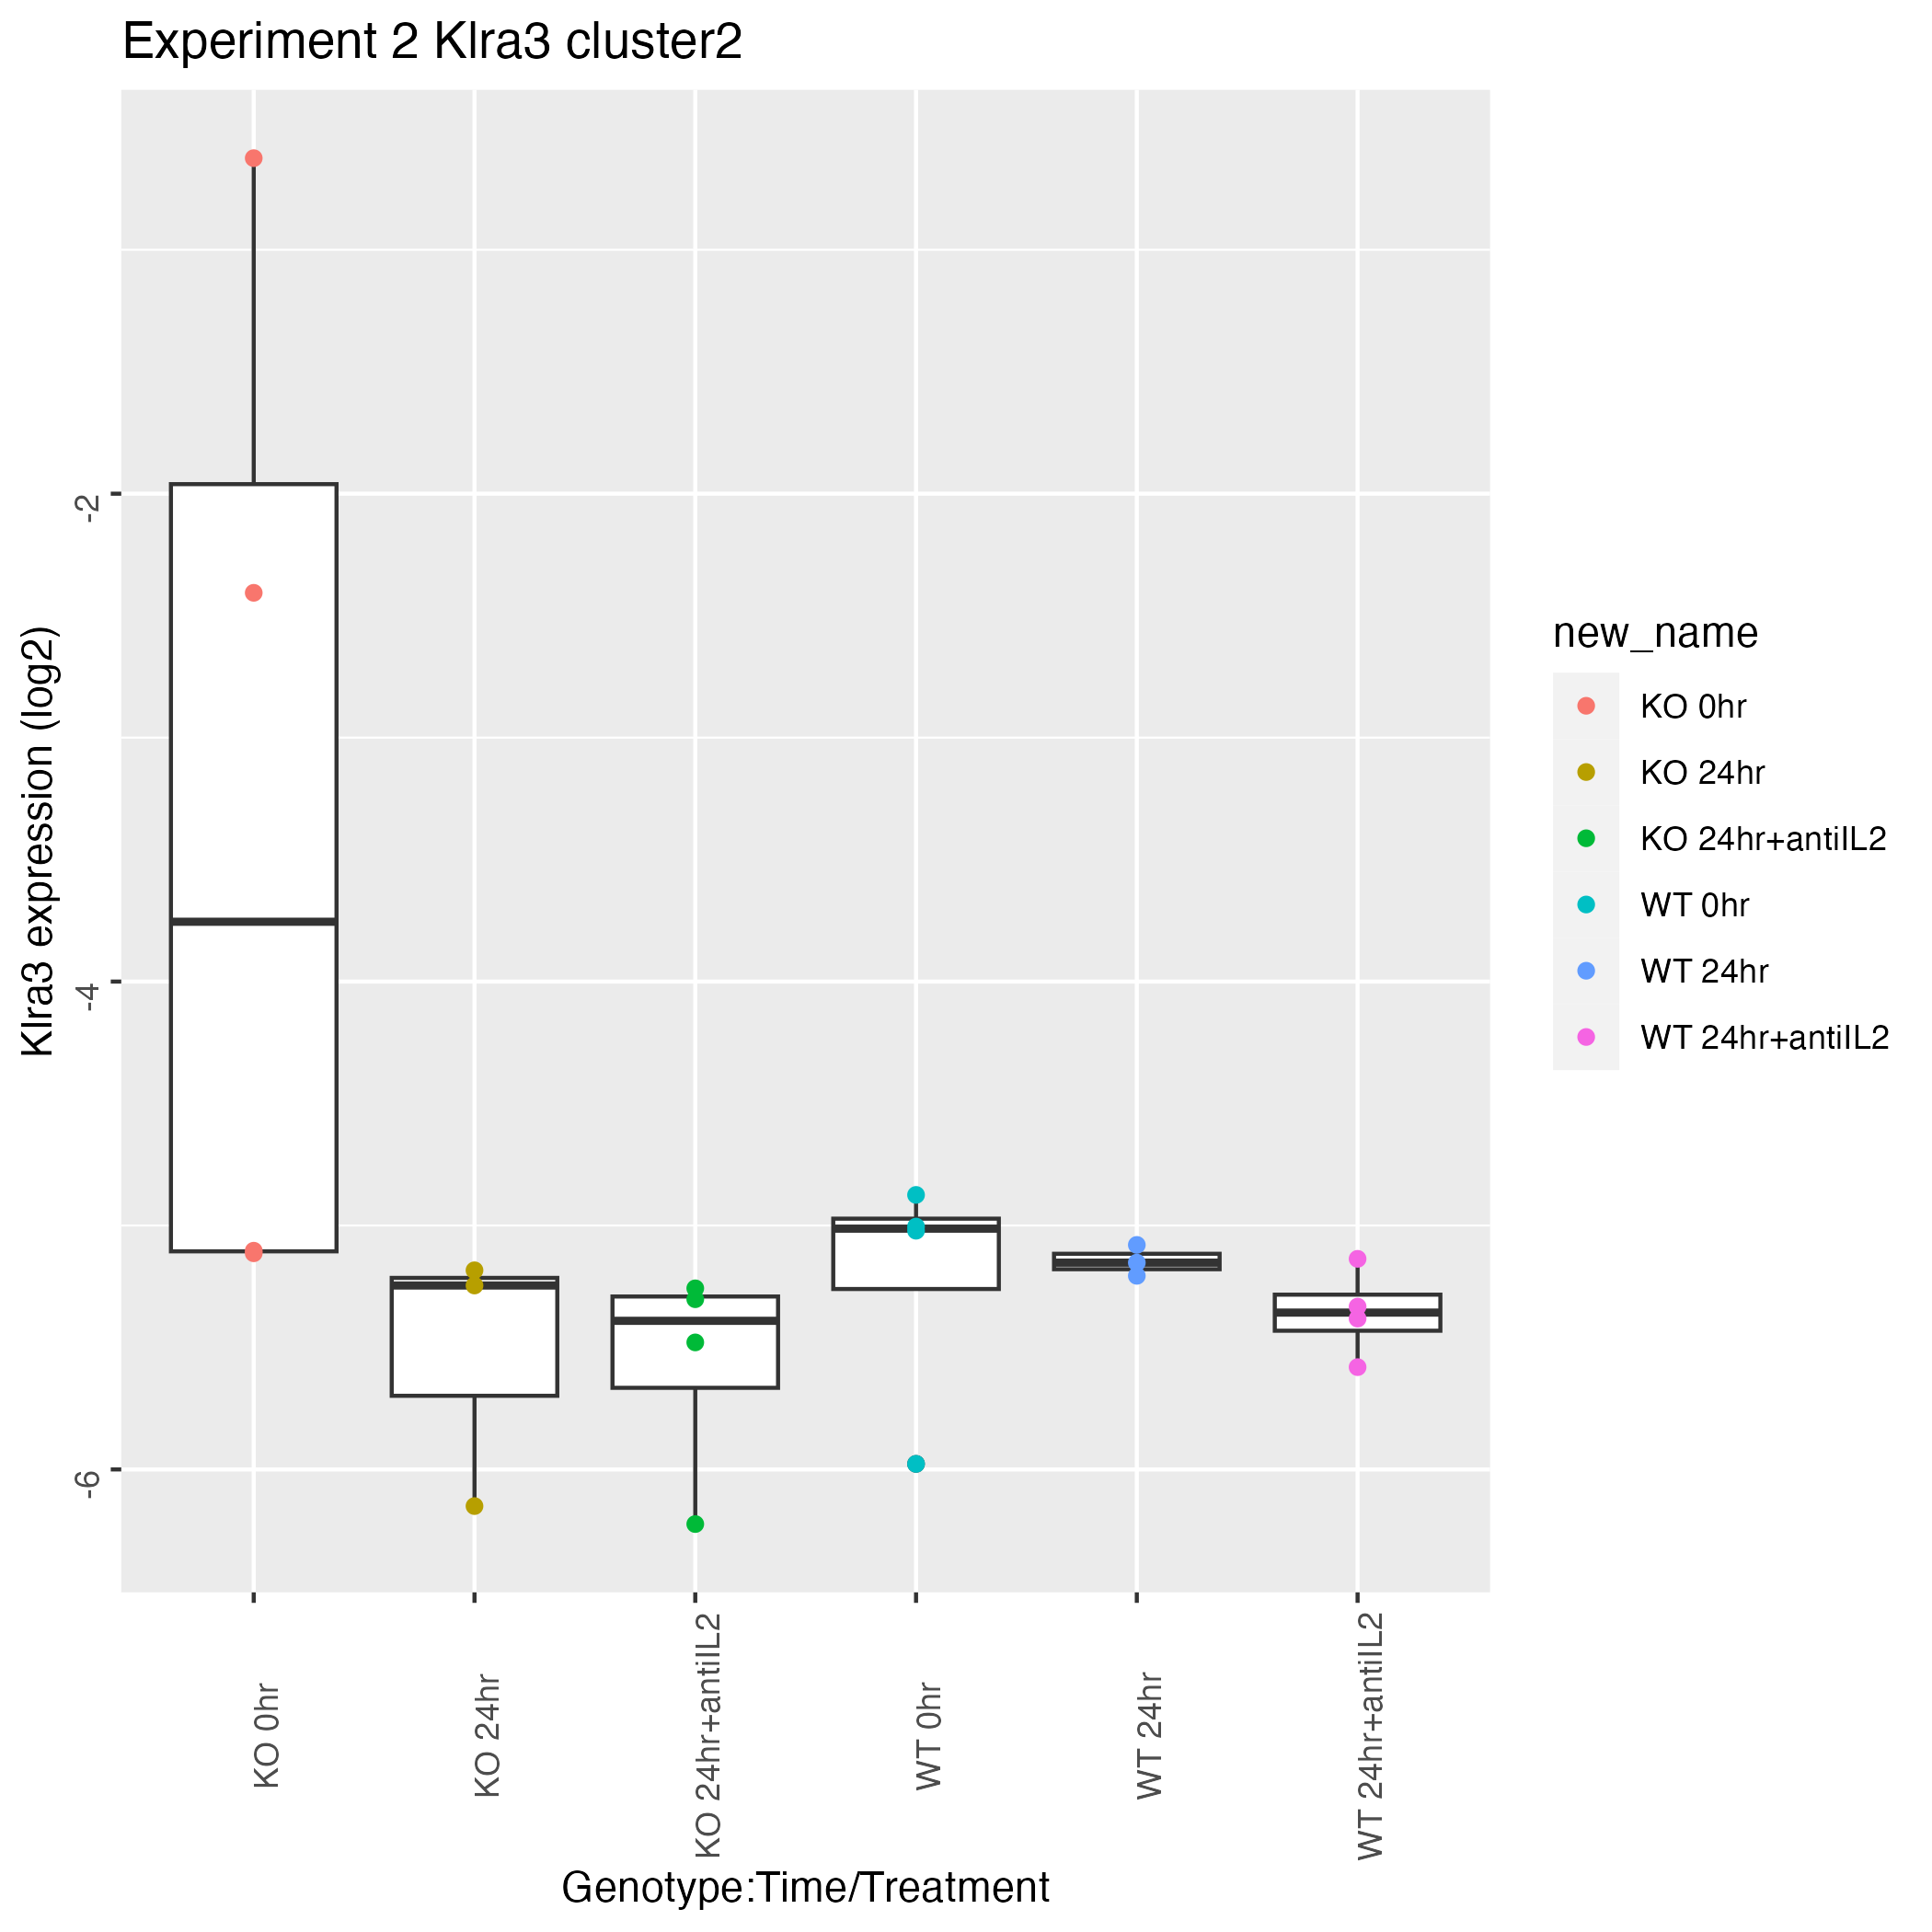 Experiment 2 Klra3 cluster2
Klra3 expression (log2)
-2
-4
-6
KO 0hr
KO 24hr
KO 24hr+antiIL2
WT 0hr
WT 24hr
WT 24hr+antiIL2
Genotype:Time/Treatment
new_name
KO 0hr
KO 24hr
KO 24hr+antiIL2
WT 0hr
WT 24hr
WT 24hr+antiIL2